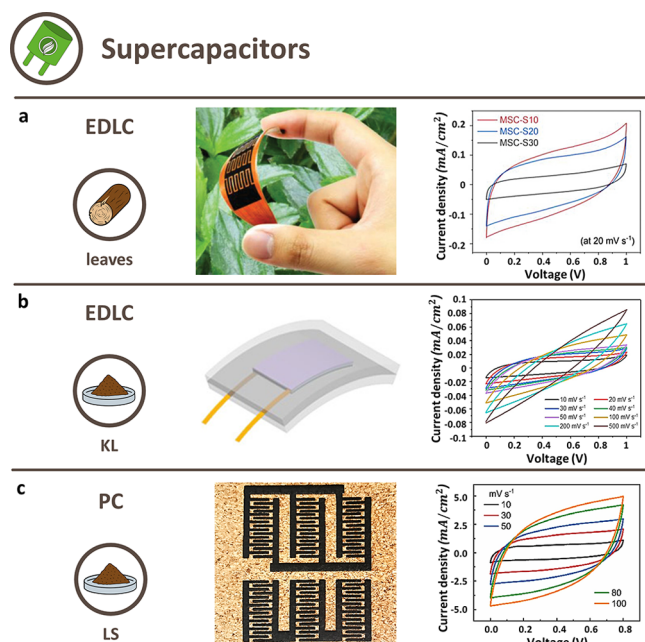 Supercapacitors
a
EDLC
leaves
Current density (mA/cm²)
0.2
0.1
0
-0.1
-0.2
MSC-S10
MSC-S20
MSC-S30
(at 20 mV s⁻¹)
0 0.2 0.4 0.6 0.8 1
Voltage (V)
b
EDLC
KL
Current density (mA/cm²)
0.1
0.08
0.06
0.04
0.02
0
-0.02
-0.04
-0.06
-0.08
-0.1
10 mV s⁻¹ 20 mV s⁻¹
30 mV s⁻¹ 40 mV s⁻¹
50 mV s⁻¹ 100 mV s⁻¹
200 mV s⁻¹ 500 mV s⁻¹
0 0.2 0.4 0.6 0.8 1
Voltage (V)
c
PC
LS
Current density (mA/cm²)
5.0
2.5
0.0
-2.5
-5.0
mV s⁻¹
10
30
50
80
100
0.0 0.2 0.4 0.6 0.8
Voltage (V)